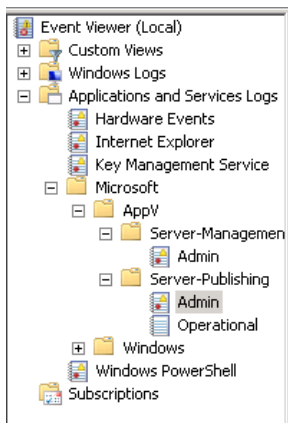 Event Viewer (Local)
Custom Views
Windows Logs
Applications and Services Logs
Hardware Events
Internet Explorer
Key Management Service
Microsoft
AppV
Server-Managemen
Admin
Server-Publishing
Admin
Operational
Windows
Windows PowerShell
Subscriptions